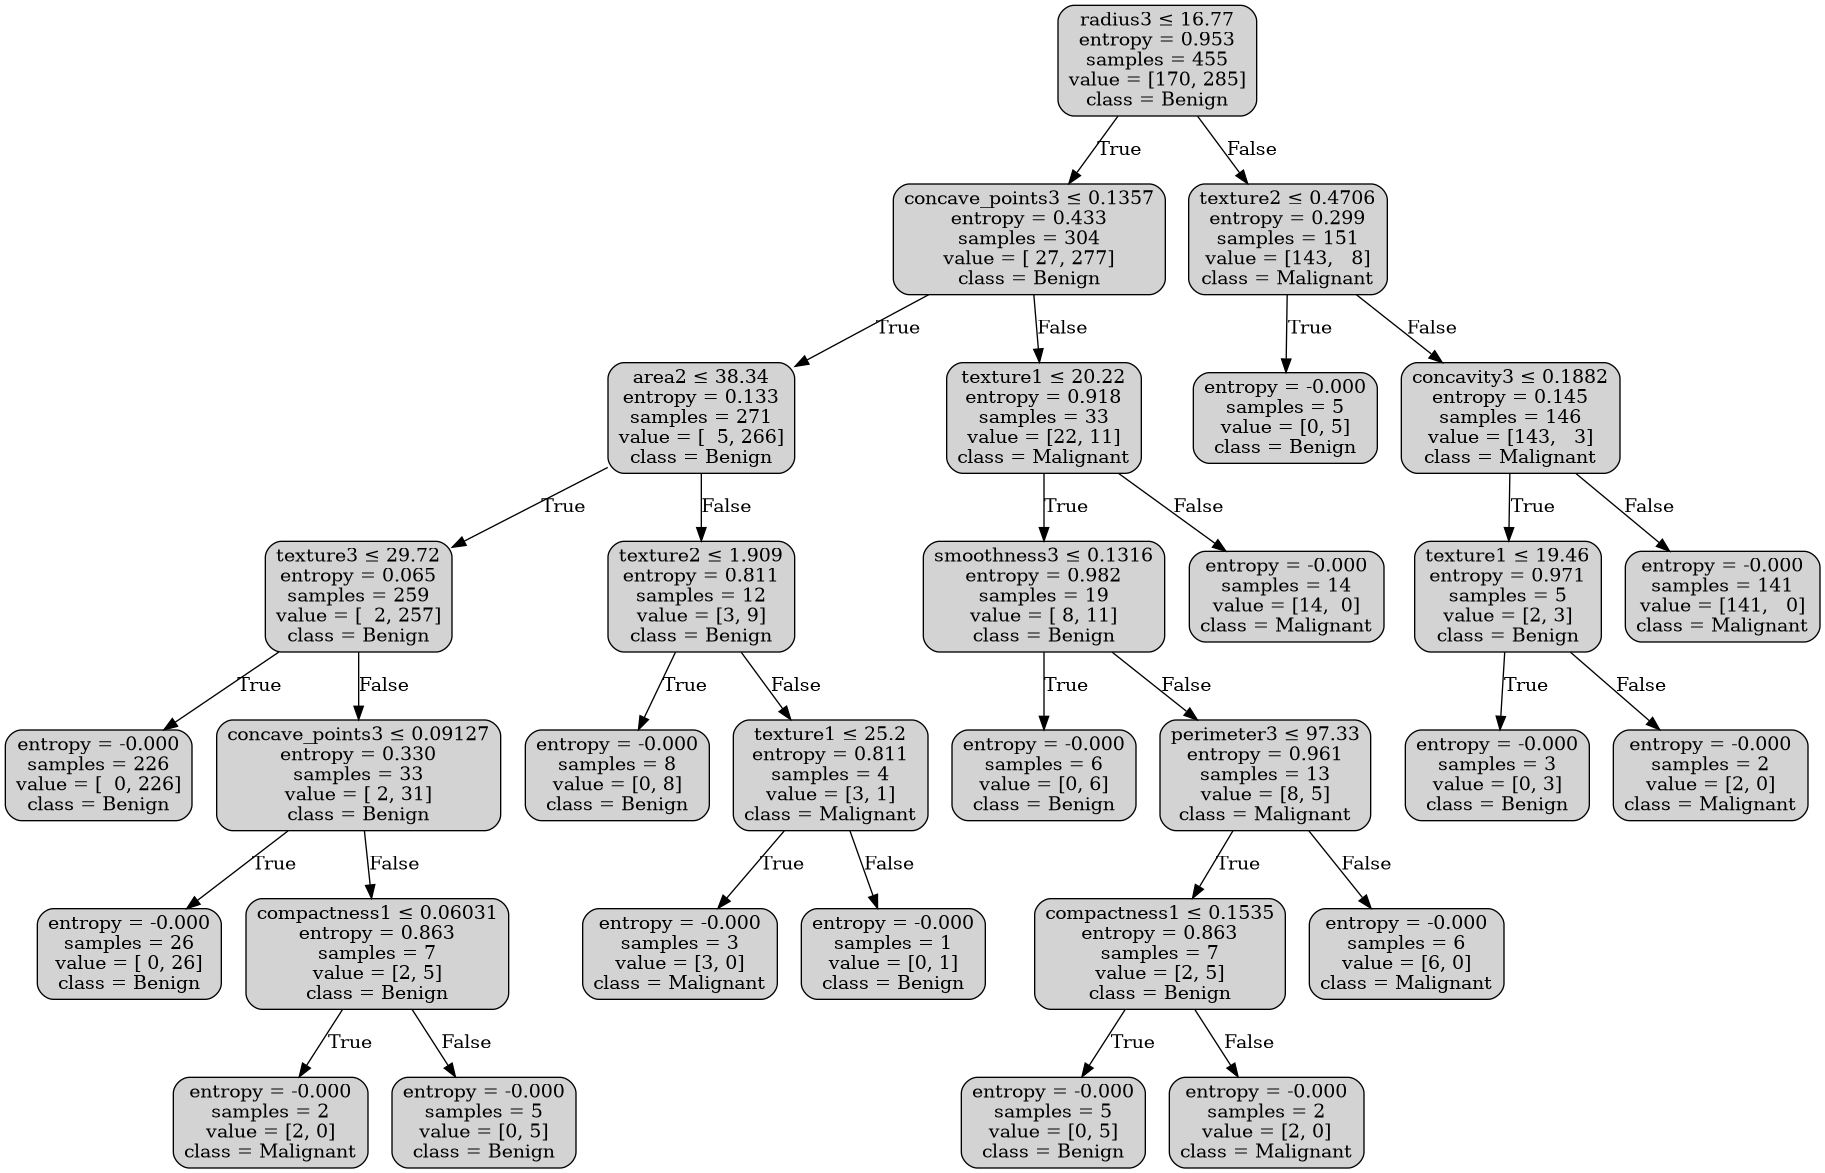 radius3 ≤ 16.77
entropy = 0.953
samples = 455
value = [170, 285]
class = Benign
True
False
concave_points3 ≤ 0.1357
entropy = 0.433
samples = 304
value = [ 27, 277]
class = Benign
texture2 ≤ 0.4706
entropy = 0.299
samples = 151
value = [143,   8]
class = Malignant
True
False
True
False
area2 ≤ 38.34
entropy = 0.133
samples = 271
value = [  5, 266]
class = Benign
texture1 ≤ 20.22
entropy = 0.918
samples = 33
value = [22, 11]
class = Malignant
entropy = -0.000
samples = 5
value = [0, 5]
class = Benign
concavity3 ≤ 0.1882
entropy = 0.145
samples = 146
value = [143,   3]
class = Malignant
True
False
True
False
True
False
texture3 ≤ 29.72
entropy = 0.065
samples = 259
value = [  2, 257]
class = Benign
texture2 ≤ 1.909
entropy = 0.811
samples = 12
value = [3, 9]
class = Benign
smoothness3 ≤ 0.1316
entropy = 0.982
samples = 19
value = [ 8, 11]
class = Benign
entropy = -0.000
samples = 14
value = [14,  0]
class = Malignant
texture1 ≤ 19.46
entropy = 0.971
samples = 5
value = [2, 3]
class = Benign
entropy = -0.000
samples = 141
value = [141,   0]
class = Malignant
True
False
True
False
True
False
True
False
entropy = -0.000
samples = 226
value = [  0, 226]
class = Benign
concave_points3 ≤ 0.09127
entropy = 0.330
samples = 33
value = [ 2, 31]
class = Benign
entropy = -0.000
samples = 8
value = [0, 8]
class = Benign
texture1 ≤ 25.2
entropy = 0.811
samples = 4
value = [3, 1]
class = Malignant
entropy = -0.000
samples = 6
value = [0, 6]
class = Benign
perimeter3 ≤ 97.33
entropy = 0.961
samples = 13
value = [8, 5]
class = Malignant
entropy = -0.000
samples = 3
value = [0, 3]
class = Benign
entropy = -0.000
samples = 2
value = [2, 0]
class = Malignant
True
False
True
False
True
False
entropy = -0.000
samples = 26
value = [ 0, 26]
class = Benign
compactness1 ≤ 0.06031
entropy = 0.863
samples = 7
value = [2, 5]
class = Benign
entropy = -0.000
samples = 3
value = [3, 0]
class = Malignant
entropy = -0.000
samples = 1
value = [0, 1]
class = Benign
compactness1 ≤ 0.1535
entropy = 0.863
samples = 7
value = [2, 5]
class = Benign
entropy = -0.000
samples = 6
value = [6, 0]
class = Malignant
True
False
True
False
entropy = -0.000
samples = 2
value = [2, 0]
class = Malignant
entropy = -0.000
samples = 5
value = [0, 5]
class = Benign
entropy = -0.000
samples = 5
value = [0, 5]
class = Benign
entropy = -0.000
samples = 2
value = [2, 0]
class = Malignant